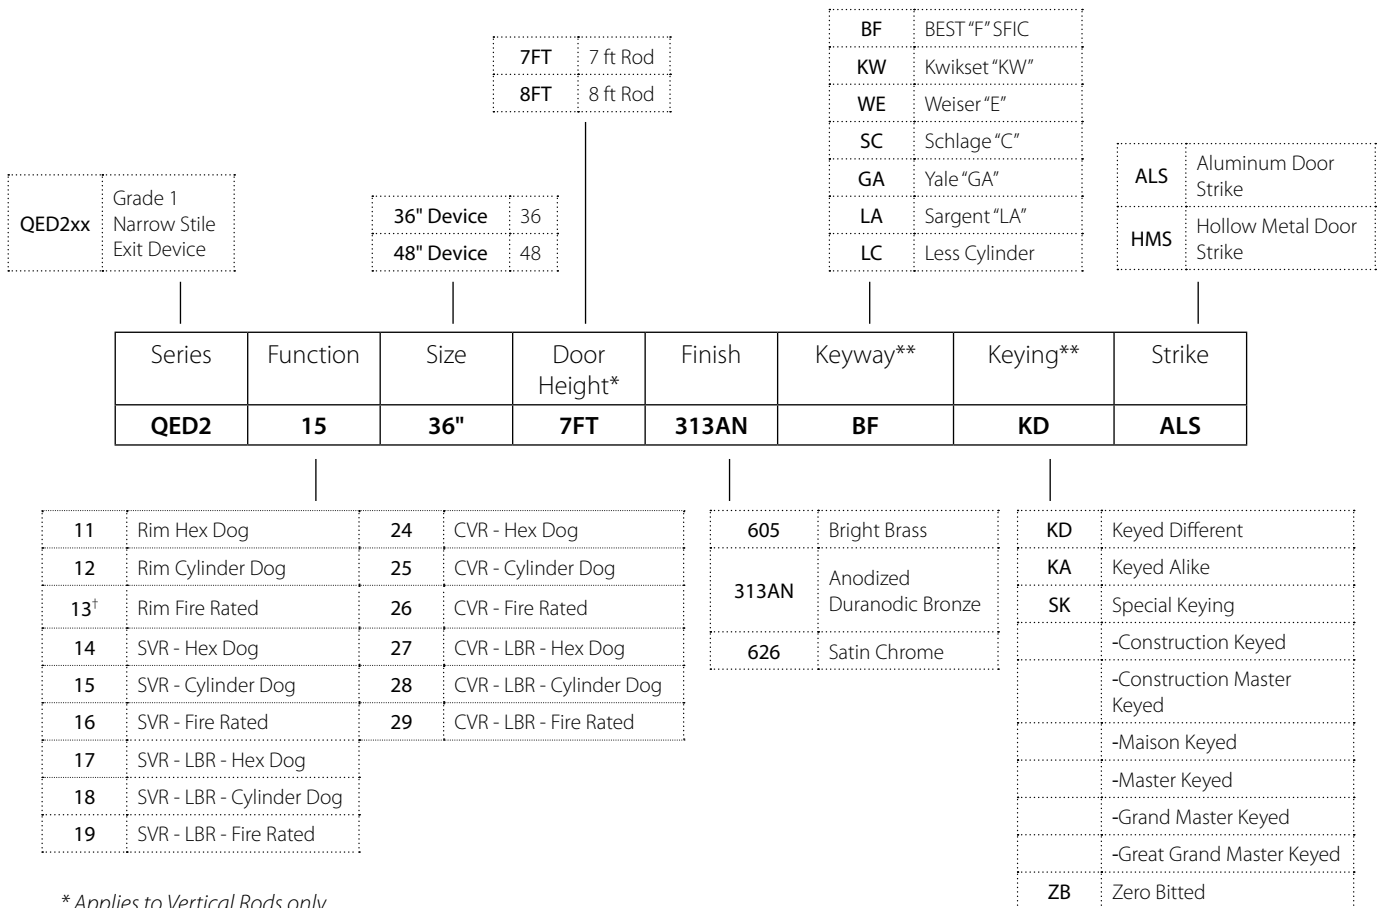 BF BEST “F” SFIC
KW Kwikset “KW”
WE Weiser “E”
SC Schlage “C”
GA Yale “GA”
LA Sargent “LA”
LC Less Cylinder
7FT 7 ft Rod
8FT 8 ft Rod
ALS Aluminum Door
Strike
HMS Hollow Metal Door
Strike
QED2xx Grade 1
Narrow Stile
Exit Device
36" Device 36
48" Device 48
Series Function Size Door
Height* Finish Keyway** Keying** Strike
QED2 15 36" 7FT 313AN BF KD ALS
11 Rim Hex Dog
12 Rim Cylinder Dog
13† Rim Fire Rated
14 SVR - Hex Dog
15 SVR - Cylinder Dog
16 SVR - Fire Rated
17 SVR - LBR - Hex Dog
18 SVR - LBR - Cylinder Dog
19 SVR - LBR - Fire Rated
24 CVR - Hex Dog
25 CVR - Cylinder Dog
26 CVR - Fire Rated
27 CVR - LBR - Hex Dog
28 CVR - LBR - Cylinder Dog
29 CVR - LBR - Fire Rated
605 Bright Brass
313AN Anodized
Duranodic Bronze
626 Satin Chrome
KD Keyed Different
KA Keyed Alike
SK Special Keying
-Construction Keyed
-Construction Master
Keyed
-Maison Keyed
-Master Keyed
-Grand Master Keyed
-Great Grand Master Keyed
ZB Zero Bitted
* Applies to Vertical Rods only